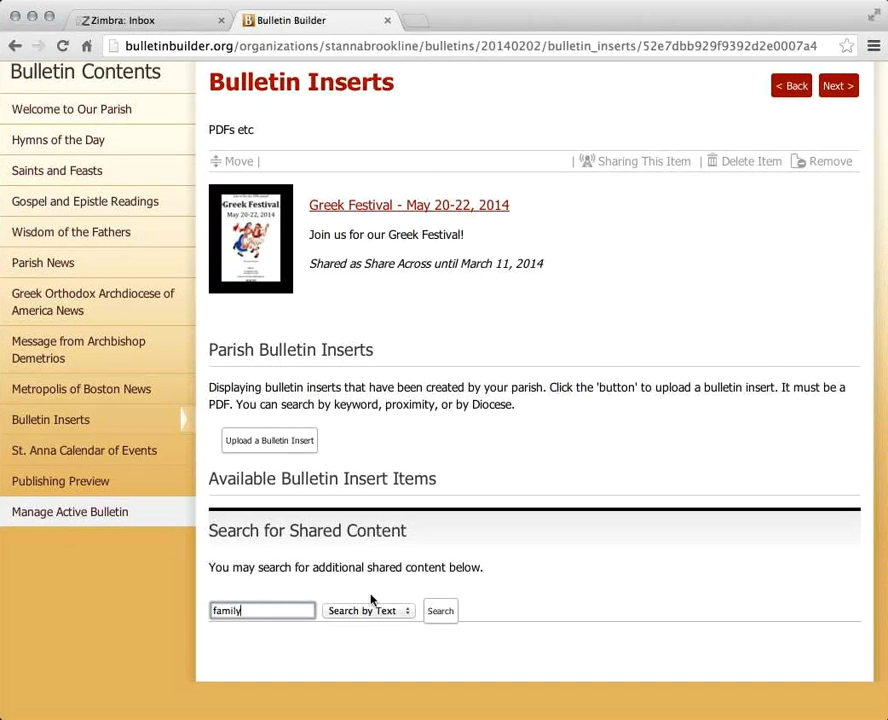 Zimbra: Inbox
Bulletin Builder
bulletinbuilder.org/organizations/stannabrookline/bulletins/20140202/bulletin_inserts/52e7dbb929f9392d2e0007a4
Bulletin Contents
Welcome to Our Parish
Hymns of the Day
Saints and Feasts
Gospel and Epistle Readings
Wisdom of the Fathers
Parish News
Greek Orthodox Archdiocese of
America News
Message from Archbishop
Demetrios
Metropolis of Boston News
Bulletin Inserts
St. Anna Calendar of Events
Publishing Preview
Manage Active Bulletin
Bulletin Inserts
< Back Next >
PDFs etc
Move | | Sharing This Item | Delete Item Remove
Greek Festival
May 20-22, 2014
Greek Festival - May 20-22, 2014
Join us for our Greek Festival!
Shared as Share Across until March 11, 2014
Parish Bulletin Inserts
Displaying bulletin inserts that have been created by your parish. Click the 'button' to upload a bulletin insert. It must be a
PDF. You can search by keyword, proximity, or by Diocese.
Upload a Bulletin Insert
Available Bulletin Insert Items
Search for Shared Content
You may search for additional shared content below.
family Search by Text Search